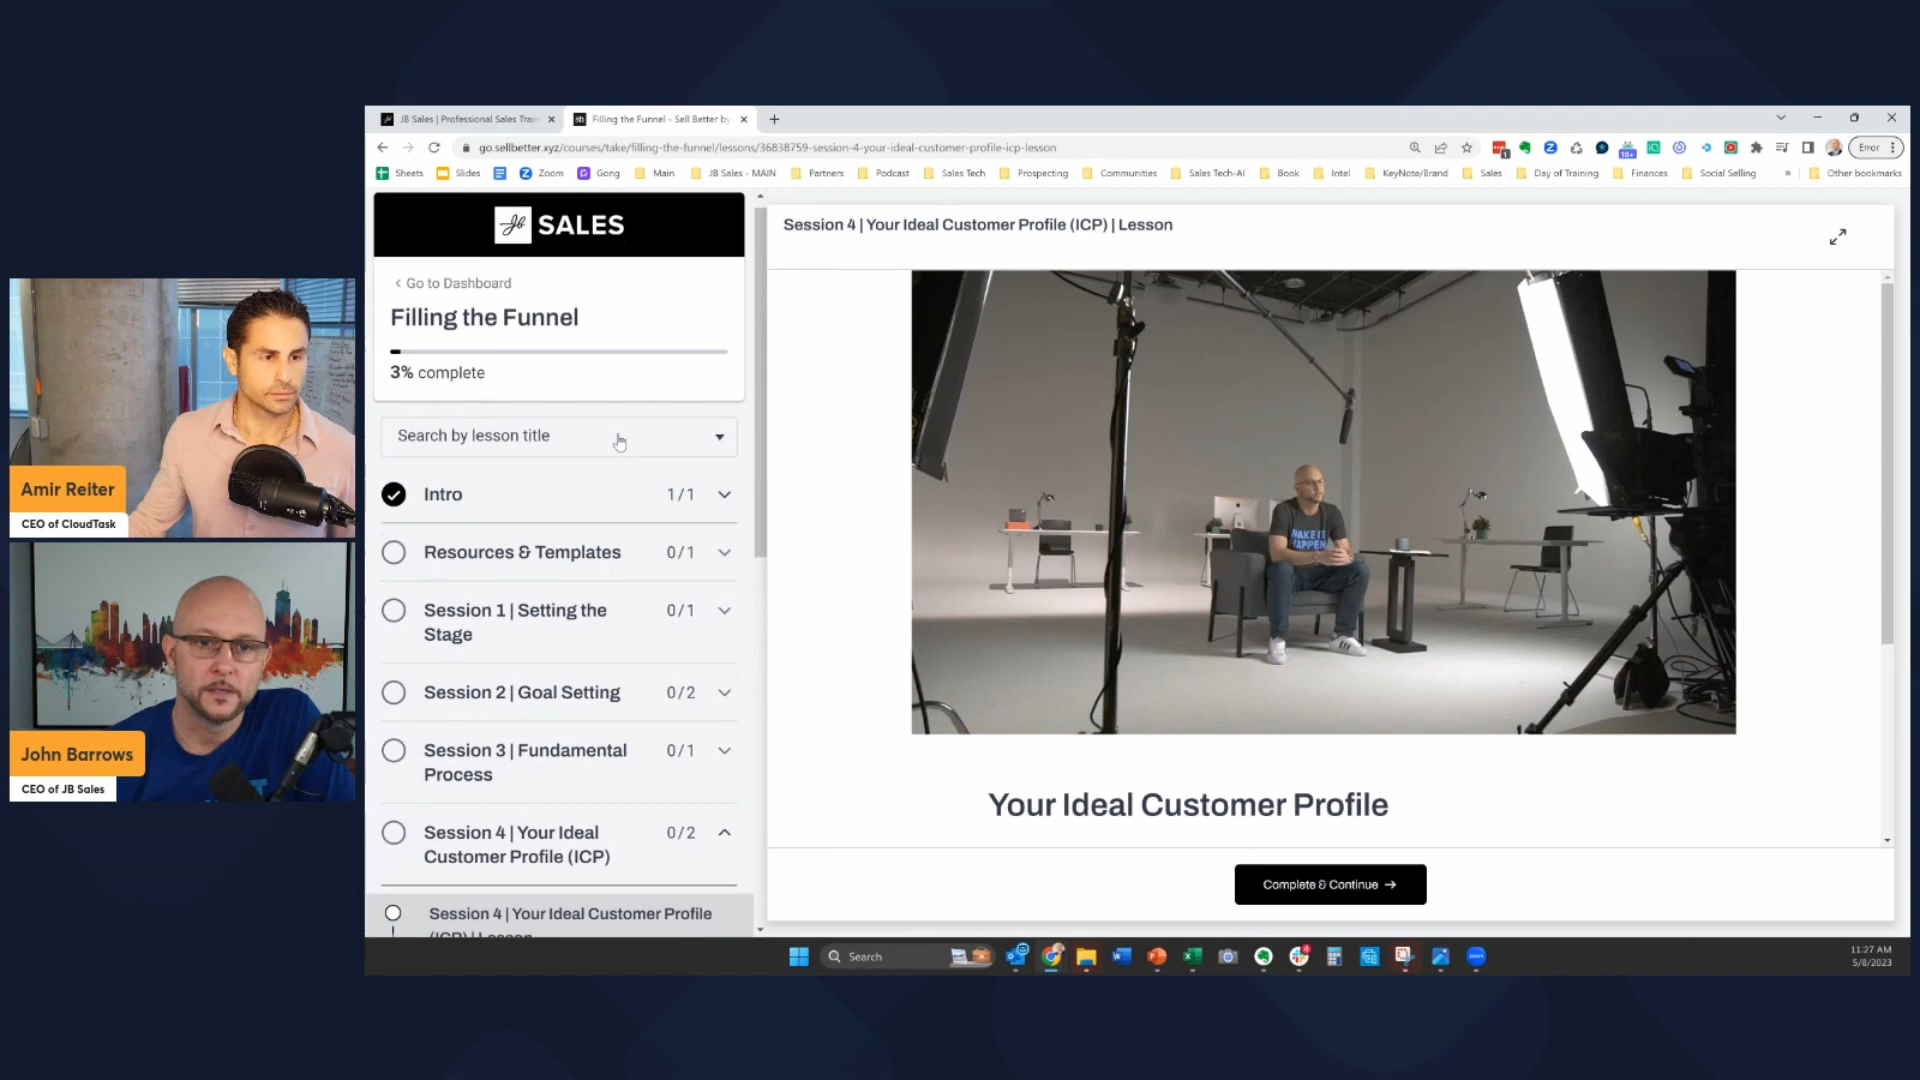 JB Sales | Professional Sales Train
Filling the Funnel - Sell Better by
go.sellbetter.xyz/courses/take/filling-the-funnel/lessons/36838759-session-4-your-ideal-customer-profile-icp-lesson
Error
Sheets
Slides
Zoom
Gong
Main
JB Sales - MAIN
Partners
Podcast
Sales Tech
Prospecting
Communities
Sales Tech-AI
Book
Intel
KeyNote/Brand
Sales
Day of Training
Finances
Social Selling
»
Other bookmarks
SALES
Go to Dashboard
Filling the Funnel
3% complete
Search by lesson title
Intro 1/1
Resources & Templates 0/1
Session 1 | Setting the
Stage
0/1
Session 2 | Goal Setting 0/2
Session 3 | Fundamental
Process
0/1
Session 4 | Your Ideal
Customer Profile (ICP)
0/2
Session 4 | Your Ideal Customer Profile
(ICP) | Lesson
Session 4 | Your Ideal Customer Profile (ICP) | Lesson
MAKE IT
HAPPEN
Your Ideal Customer Profile
Complete & Continue →
Amir Reiter
CEO of CloudTask
John Barrows
CEO of JB Sales
Search
11:27 AM
5/8/2023